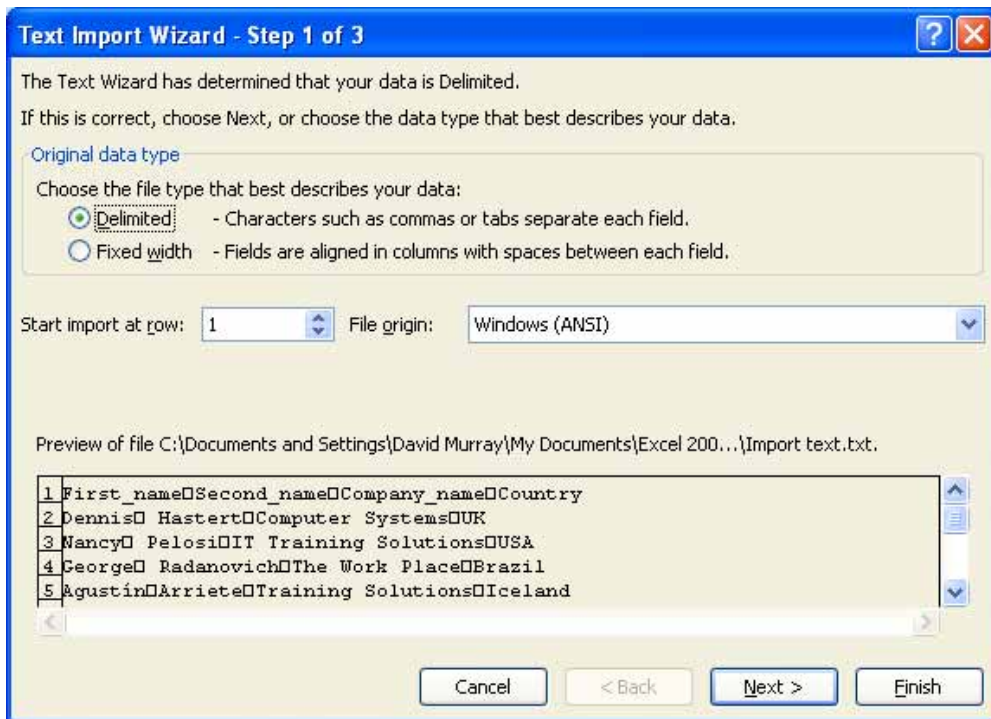 Text Import Wizard - Step 1 of 3
The Text Wizard has determined that your data is Delimited.
If this is correct, choose Next, or choose the data type that best describes your data.
Original data type
Choose the file type that best describes your data:
Delimited - Characters such as commas or tabs separate each field.
Fixed width - Fields are aligned in columns with spaces between each field.
Start import at row: 1 File origin: Windows (ANSI)
Preview of file C:\Documents and Settings\David Murray\My Documents\Excel 200...\Import text.txt.
1 First_name□Second_name□Company_name□Country
2 Dennis□ Hastert□Computer Systems□UK
3 Nancy□ Pelosi□IT Training Solutions□USA
4 George□ Radanovich□The Work Place□Brazil
5 Agustín□Arriete□Training Solutions□Iceland
Cancel < Back Next > Finish